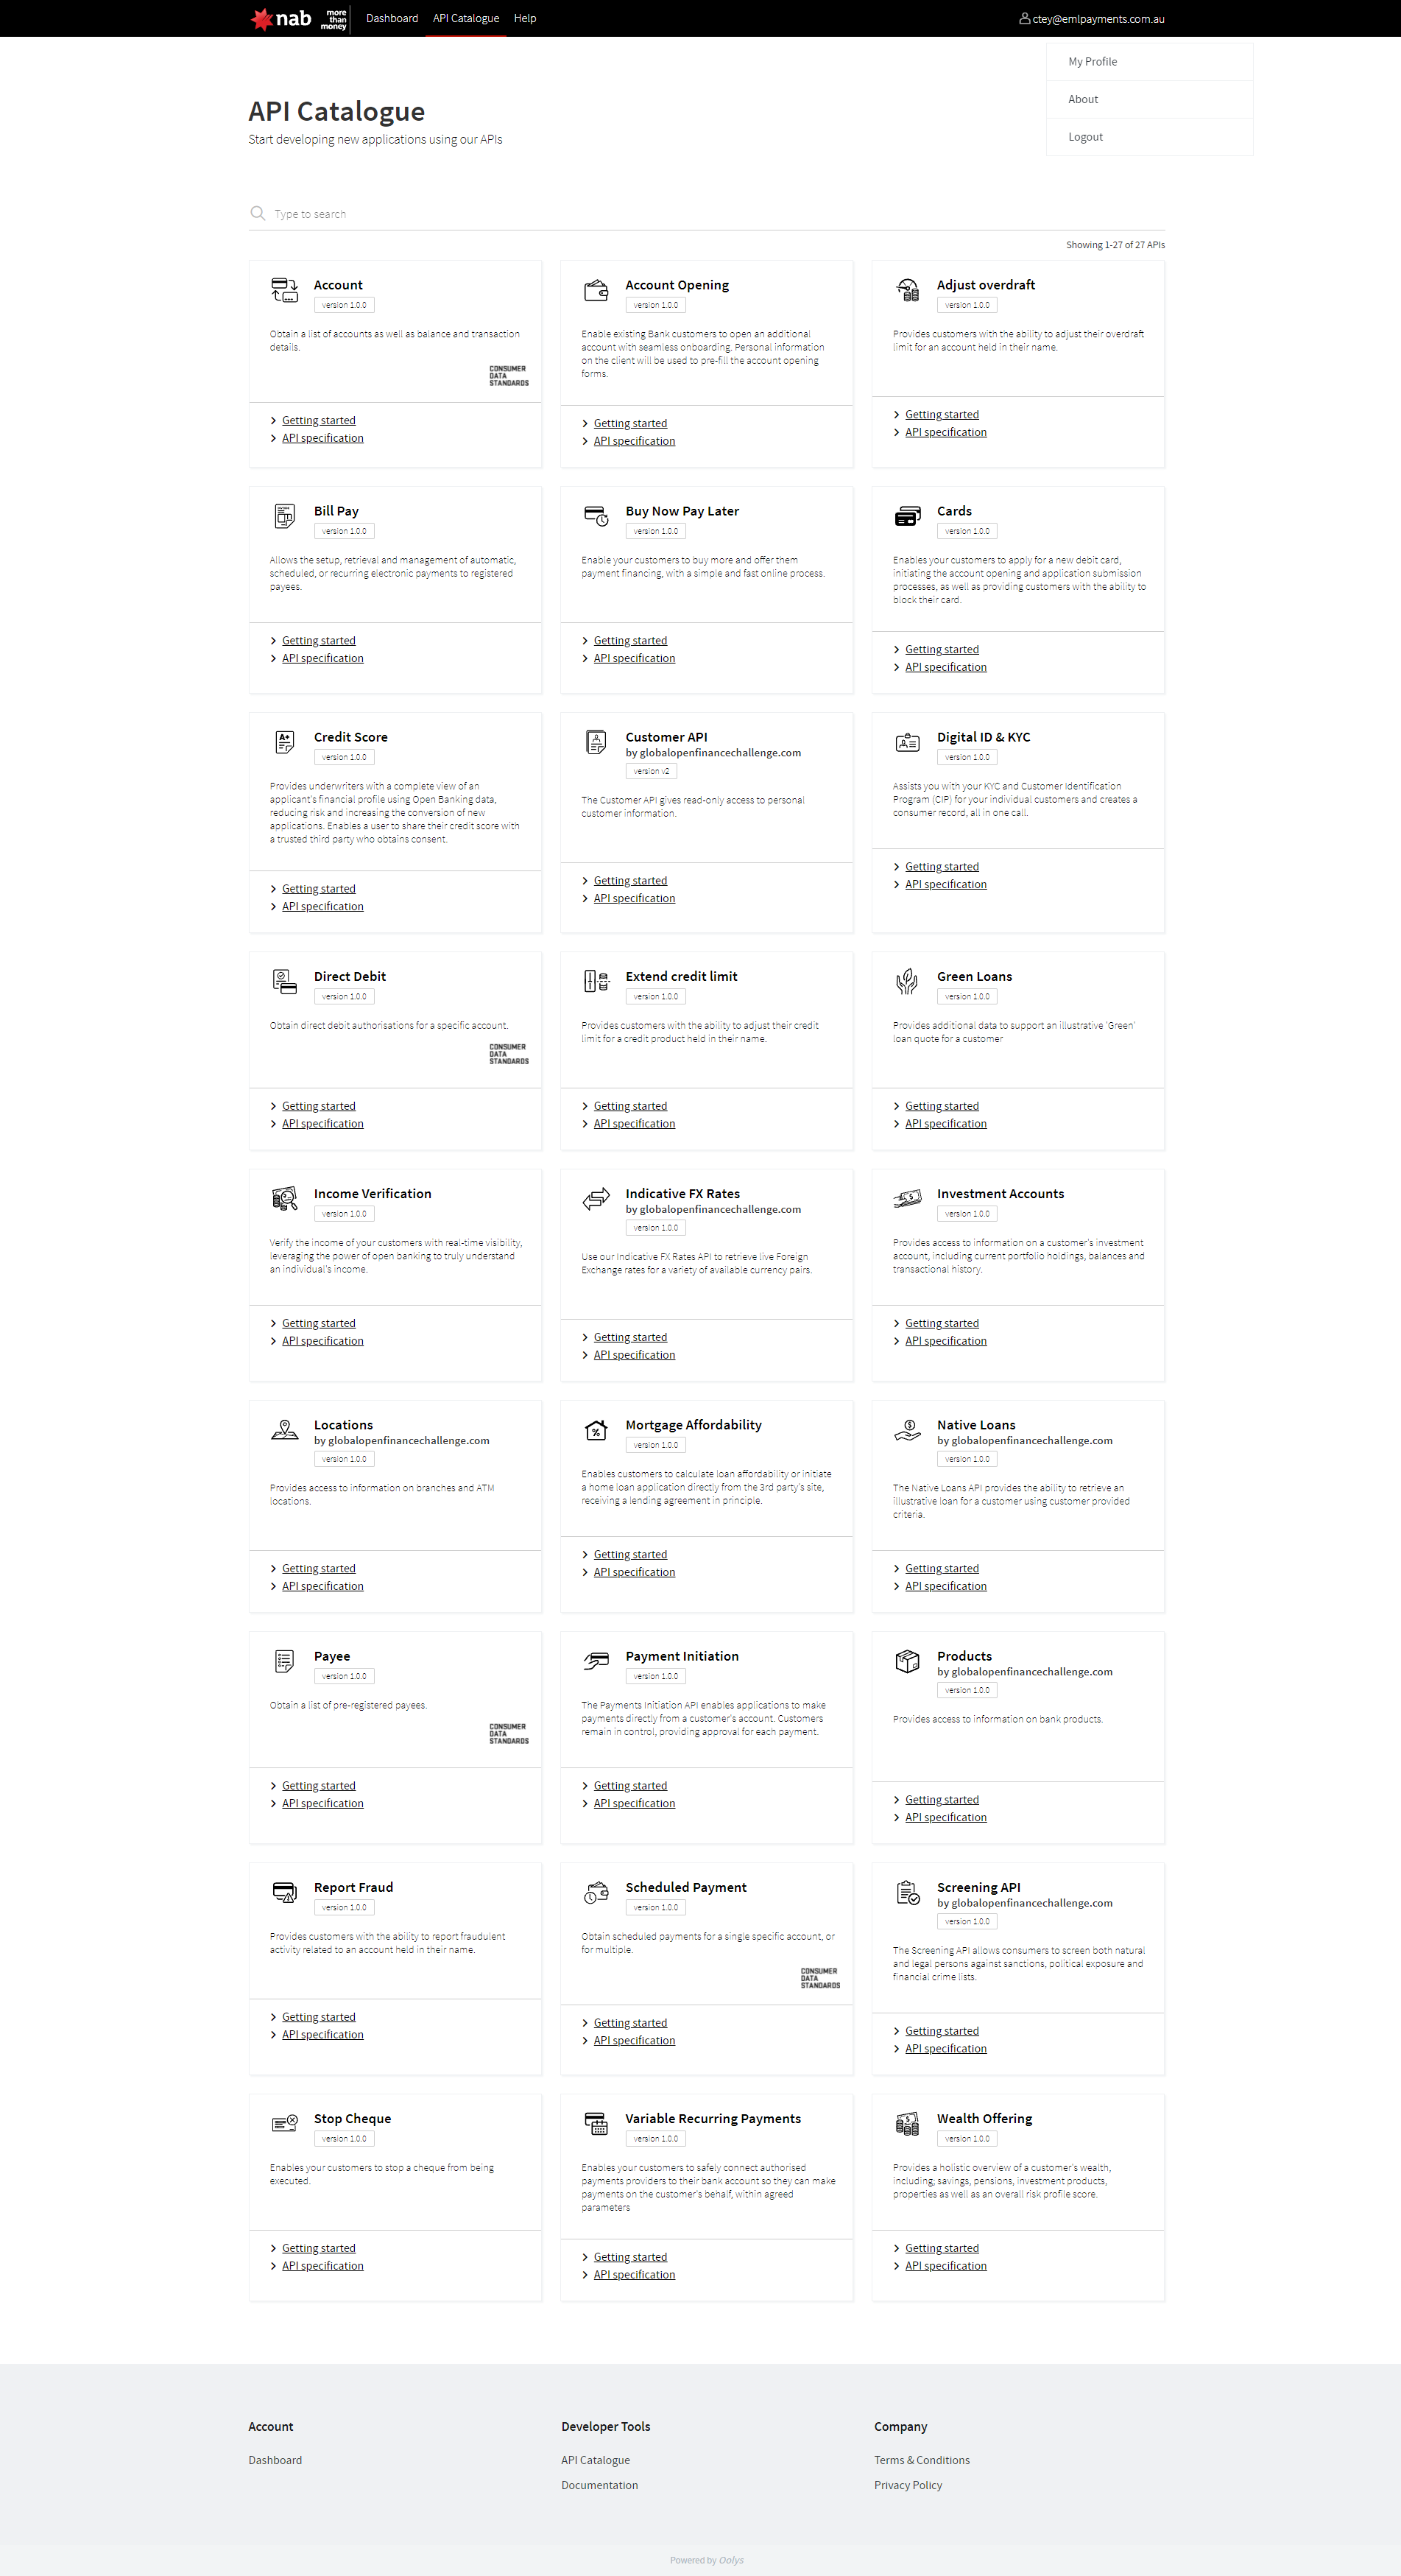 nab
more
than
money
Dashboard
API Catalogue
Help
ctey@emlpayments.com.au
My Profile
About
Logout
API Catalogue
Start developing new applications using our APIs
Type to search
Showing 1-27 of 27 APIs
Account
version 1.0.0
Obtain a list of accounts as well as balance and transaction
details.
CONSUMER
DATA
STANDARDS
Getting started
API specification
Account Opening
version 1.0.0
Enable existing Bank customers to open an additional
account with seamless onboarding. Personal information
on the client will be used to pre-fill the account opening
forms.
Getting started
API specification
Adjust overdraft
version 1.0.0
Provides customers with the ability to adjust their overdraft
limit for an account held in their name.
Getting started
API specification
Bill Pay
version 1.0.0
Allows the setup, retrieval and management of automatic,
scheduled, or recurring electronic payments to registered
payees.
Getting started
API specification
Buy Now Pay Later
version 1.0.0
Enable your customers to buy more and offer them
payment financing, with a simple and fast online process.
Getting started
API specification
Cards
version 1.0.0
Enables your customers to apply for a new debit card,
initiating the account opening and application submission
processes, as well as providing customers with the ability to
block their card.
Getting started
API specification
Credit Score
version 1.0.0
Provides underwriters with a complete view of an
applicant's financial profile using Open Banking data,
reducing risk and increasing the conversion of new
applications. Enables a user to share their credit score with
a trusted third party who obtains consent.
Getting started
API specification
Customer API
by globalopenfinancechallenge.com
version v2
The Customer API gives read-only access to personal
customer information.
Getting started
API specification
Digital ID & KYC
version 1.0.0
Assists you with your KYC and Customer Identification
Program (CIP) for your individual customers and creates a
consumer record, all in one call.
Getting started
API specification
Direct Debit
version 1.0.0
Obtain direct debit authorisations for a specific account.
CONSUMER
DATA
STANDARDS
Getting started
API specification
Extend credit limit
version 1.0.0
Provides customers with the ability to adjust their credit
limit for a credit product held in their name.
Getting started
API specification
Green Loans
version 1.0.0
Provides additional data to support an illustrative 'Green'
loan quote for a customer
Getting started
API specification
Income Verification
version 1.0.0
Verify the income of your customers with real-time visibility,
leveraging the power of open banking to truly understand
an individual's income.
Getting started
API specification
Indicative FX Rates
by globalopenfinancechallenge.com
version 1.0.0
Use our Indicative FX Rates API to retrieve live Foreign
Exchange rates for a variety of available currency pairs.
Getting started
API specification
Investment Accounts
version 1.0.0
Provides access to information on a customer's investment
account, including current portfolio holdings, balances and
transactional history.
Getting started
API specification
Locations
by globalopenfinancechallenge.com
version 1.0.0
Provides access to information on branches and ATM
locations.
Getting started
API specification
Mortgage Affordability
version 1.0.0
Enables customers to calculate loan affordability or initiate
a home loan application directly from the 3rd party's site,
receiving a lending agreement in principle.
Getting started
API specification
Native Loans
by globalopenfinancechallenge.com
version 1.0.0
The Native Loans API provides the ability to retrieve an
illustrative loan for a customer using customer provided
criteria.
Getting started
API specification
Payee
version 1.0.0
Obtain a list of pre-registered payees.
CONSUMER
DATA
STANDARDS
Getting started
API specification
Payment Initiation
version 1.0.0
The Payments Initiation API enables applications to make
payments directly from a customer's account. Customers
remain in control, providing approval for each payment.
Getting started
API specification
Products
by globalopenfinancechallenge.com
version 1.0.0
Provides access to information on bank products.
Getting started
API specification
Report Fraud
version 1.0.0
Provides customers with the ability to report fraudulent
activity related to an account held in their name.
Getting started
API specification
Scheduled Payment
version 1.0.0
Obtain scheduled payments for a single specific account, or
for multiple.
CONSUMER
DATA
STANDARDS
Getting started
API specification
Screening API
by globalopenfinancechallenge.com
version 1.0.0
The Screening API allows consumers to screen both natural
and legal persons against sanctions, political exposure and
financial crime lists.
Getting started
API specification
Stop Cheque
version 1.0.0
Enables your customers to stop a cheque from being
executed.
Getting started
API specification
Variable Recurring Payments
version 1.0.0
Enables your customers to safely connect authorised
payments providers to their bank account so they can make
payments on the customer's behalf, within agreed
parameters
Getting started
API specification
Wealth Offering
version 1.0.0
Provides a holistic overview of a customer's wealth,
including; savings, pensions, investment products,
properties as well as an overall risk profile score.
Getting started
API specification
Account
Dashboard
Developer Tools
API Catalogue
Documentation
Company
Terms & Conditions
Privacy Policy
Powered by Oolys